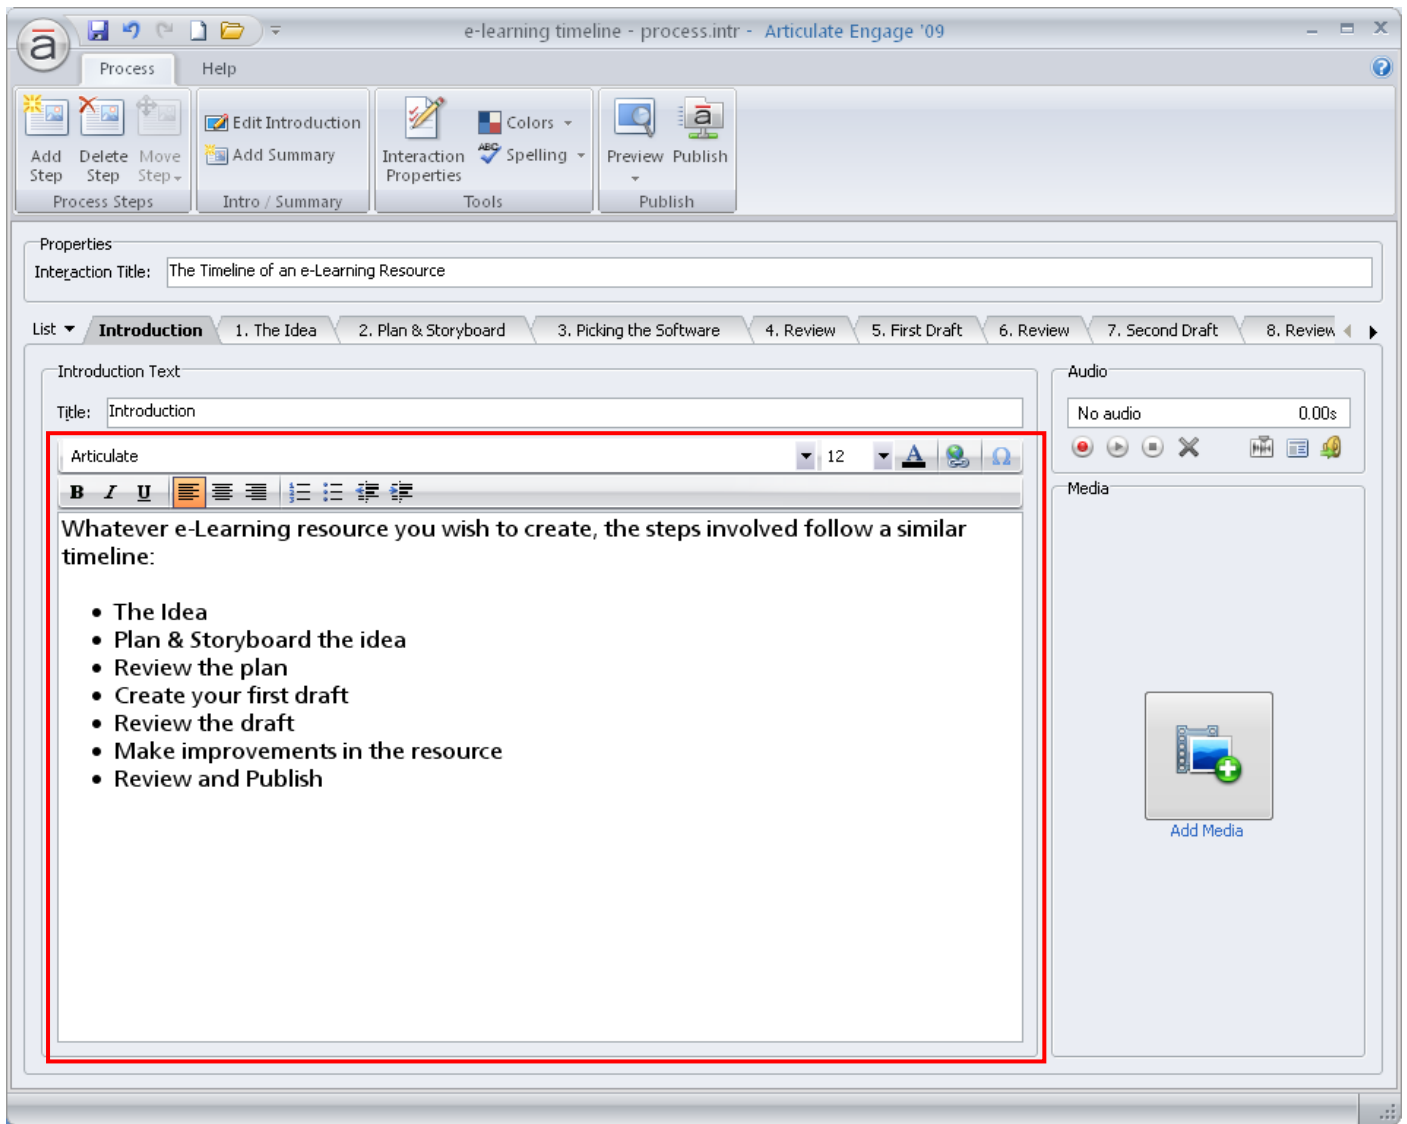 e-learning timeline - process.intr - Articulate Engage '09
Process Help
Add Step
Delete Step
Move Step
Edit Introduction
Add Summary
Interaction Properties
Colors
Spelling
Preview
Publish
Process Steps
Intro / Summary
Tools
Publish
Properties
Interaction Title: The Timeline of an e-Learning Resource
List Introduction 1. The Idea 2. Plan & Storyboard 3. Picking the Software 4. Review 5. First Draft 6. Review 7. Second Draft 8. Review
Introduction Text
Title: Introduction
Articulate 12
B I U
Whatever e-Learning resource you wish to create, the steps involved follow a similar
timeline:
• The Idea
• Plan & Storyboard the idea
• Review the plan
• Create your first draft
• Review the draft
• Make improvements in the resource
• Review and Publish
Audio
No audio 0.00s
Media
Add Media